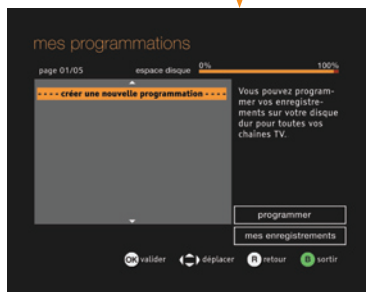 mes programmations
page 01/05 espace disque 0% 100%
- - - - créer une nouvelle programmation - - - -
Vous pouvez program-
mer vos enregistre-
ments sur votre disque
dur pour toutes vos
chaînes TV.
programmer
mes enregistrements
OK valider déplacer R retour B sortir